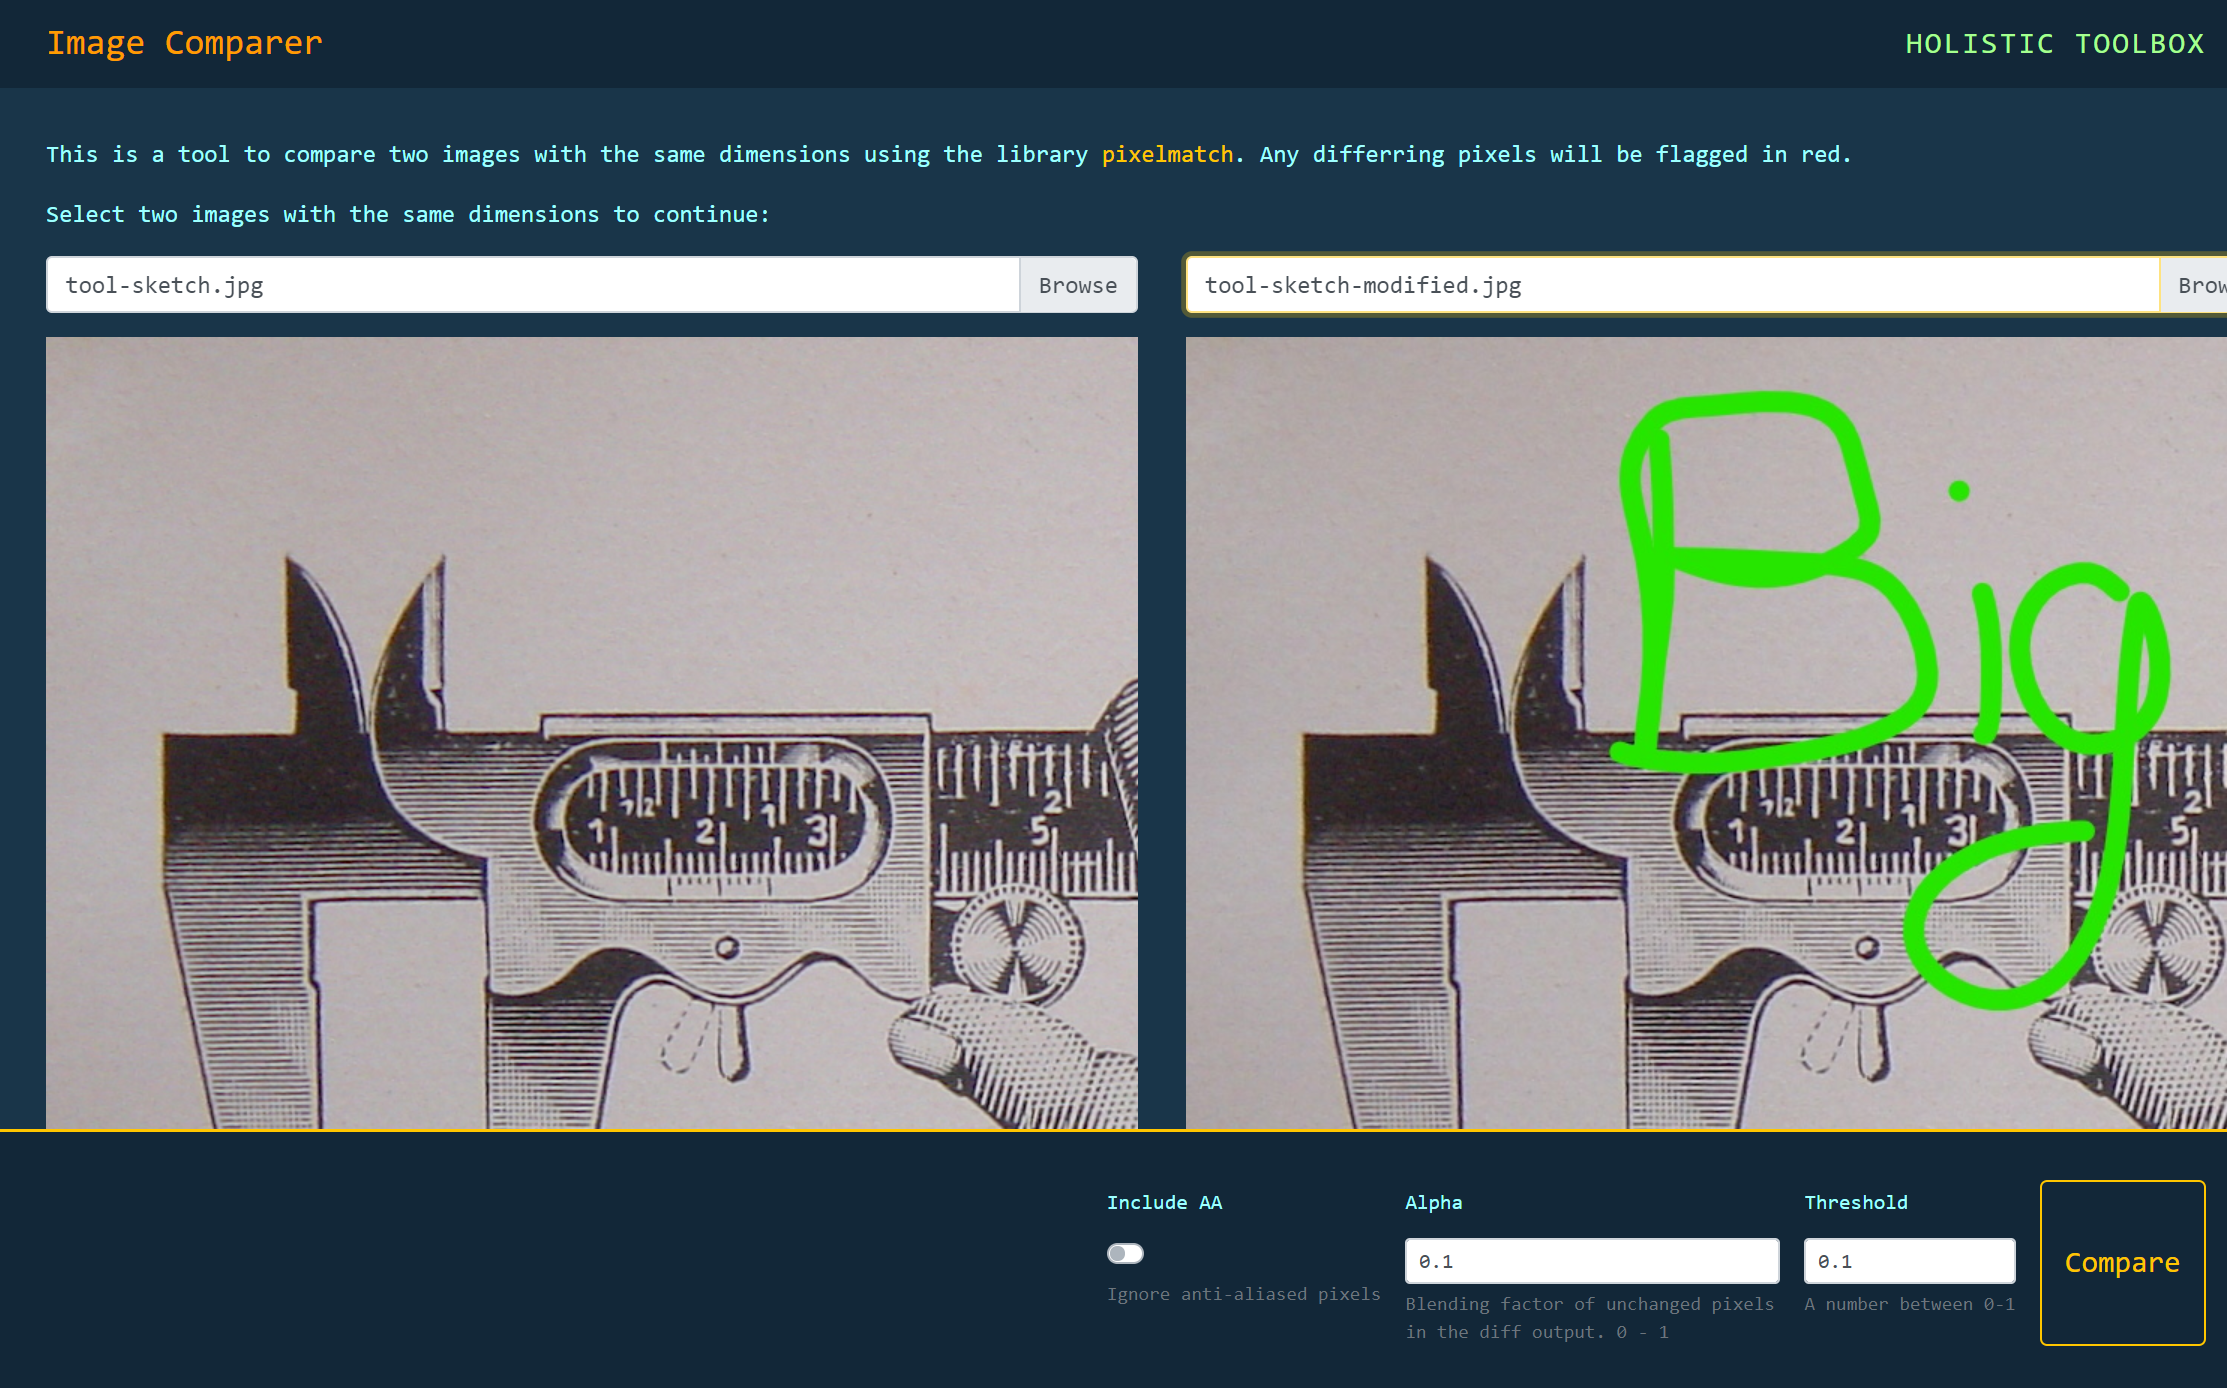 Image Comparer
HOLISTIC TOOLBOX
This is a tool to compare two images with the same dimensions using the library pixelmatch. Any differring pixels will be flagged in red.
Select two images with the same dimensions to continue:
tool-sketch.jpg
Browse
tool-sketch-modified.jpg
Brow
1 2 1 3
1/2 1
2
5
Big
1 2 3
1/2 1
2
5
Include AA
Ignore anti-aliased pixels
Alpha
0.1
Blending factor of unchanged pixels
in the diff output. 0 - 1
Threshold
0.1
A number between 0-1
Compare